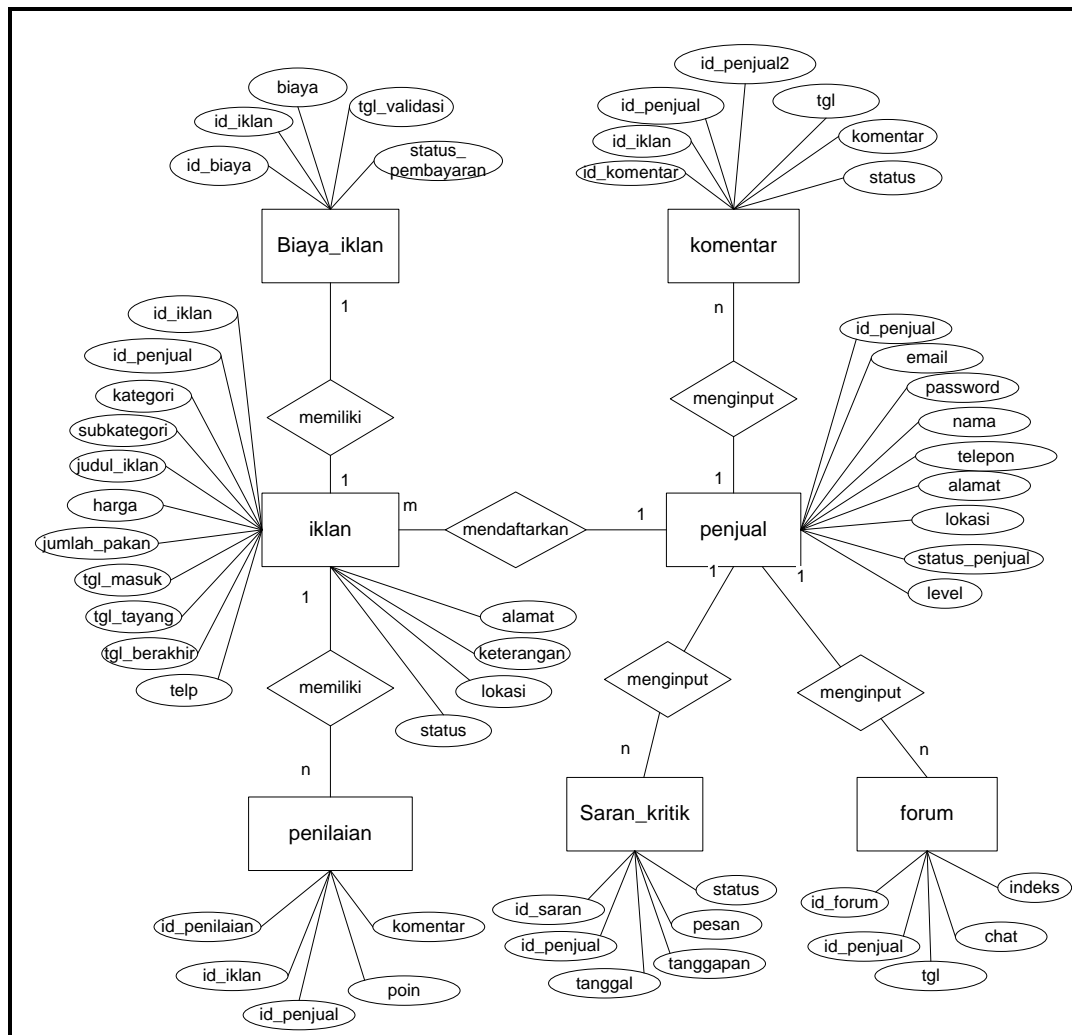 biaya
id_iklan
tgl_validasi
id_biaya
status_
pembayaran
Biaya_iklan
id_penjual2
id_penjual
tgl
id_iklan
komentar
id_komentar
status
komentar
1
memiliki
1
n
menginput
1
id_iklan
id_penjual
kategori
subkategori
judul_iklan
harga
jumlah_pakan
tgl_masuk
tgl_tayang
tgl_berakhir
telp
iklan
m
mendaftarkan
1
penjual
id_penjual
email
password
nama
telepon
alamat
lokasi
status_penjual
level
1
alamat
keterangan
lokasi
status
memiliki
n
1
1
menginput
menginput
n
n
penilaian
id_penilaian
komentar
id_iklan
poin
id_penjual
Saran_kritik
status
id_saran
pesan
id_penjual
tanggapan
tanggal
forum
indeks
id_forum
chat
id_penjual
tgl